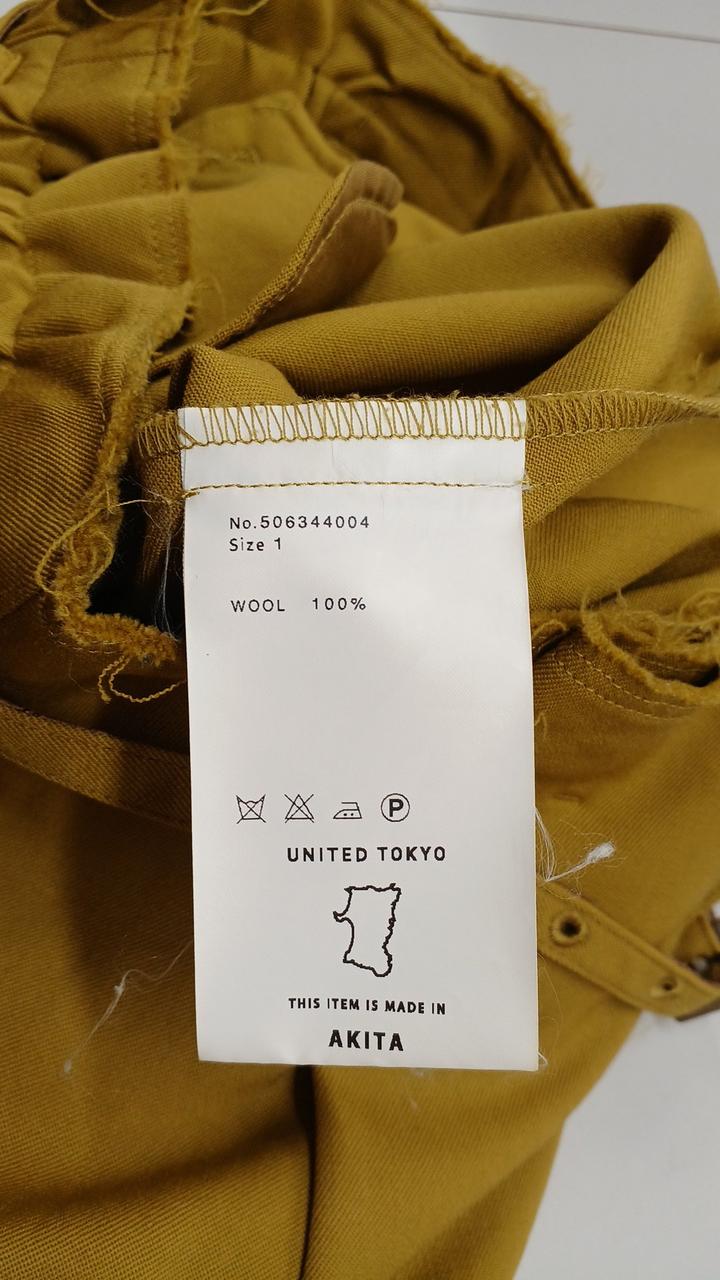 No.506344004
Size 1
WOOL 100%
P
UNITED TOKYO
THIS ITEM IS MADE IN
AKITA